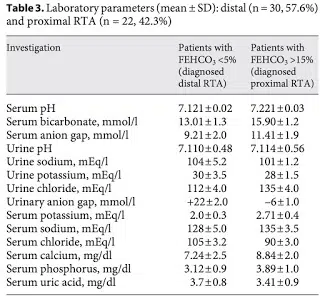 Table 3. Laboratory parameters (mean ± SD): distal (n = 30, 57.6%)
and proximal RTA (n = 22, 42.3%)
Investigation Patients with Patients with
FEHCO₃ <5% FEHCO₃ >15%
(diagnosed (diagnosed
distal RTA) proximal RTA)
Serum pH 7.121±0.02 7.221±0.03
Serum bicarbonate, mmol/l 13.01±1.3 15.90±1.2
Serum anion gap, mmol/l 9.21±2.0 11.41±1.9
Urine pH 7.110±0.48 7.114±0.56
Urine sodium, mEq/l 104±5.2 101±1.2
Urine potassium, mEq/l 30±3.5 28±1.5
Urine chloride, mEq/l 112±4.0 135±4.0
Urinary anion gap, mmol/l +22±2.0 –6±1.0
Serum potassium, mEq/l 2.0±0.3 2.71±0.4
Serum sodium, mEq/l 128±5.0 135±3.5
Serum chloride, mEq/l 105±3.2 90±3.0
Serum calcium, mg/dl 7.24±2.5 8.84±2.0
Serum phosphorus, mg/dl 3.12±0.9 3.89±1.0
Serum uric acid, mg/dl 3.7±0.8 3.41±0.9